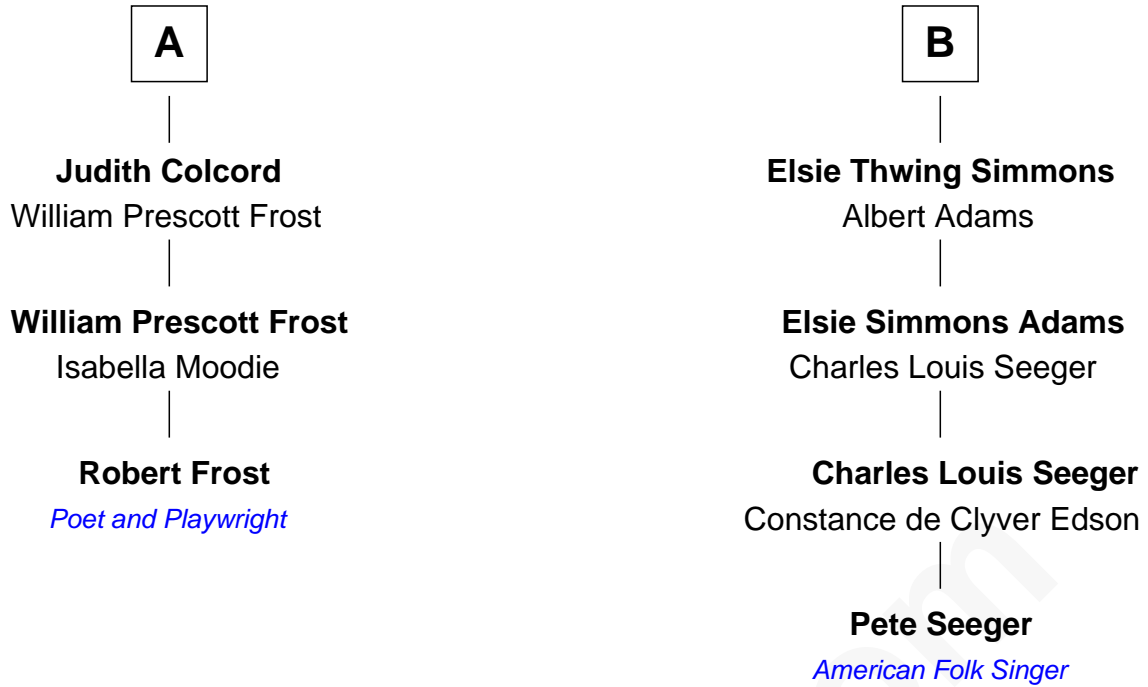 A
Judith Colcord
William Prescott Frost
William Prescott Frost
Isabella Moodie
Robert Frost
Poet and Playwright
B
Elsie Thwing Simmons
Albert Adams
Elsie Simmons Adams
Charles Louis Seeger
Charles Louis Seeger
Constance de Clyver Edson
Pete Seeger
American Folk Singer